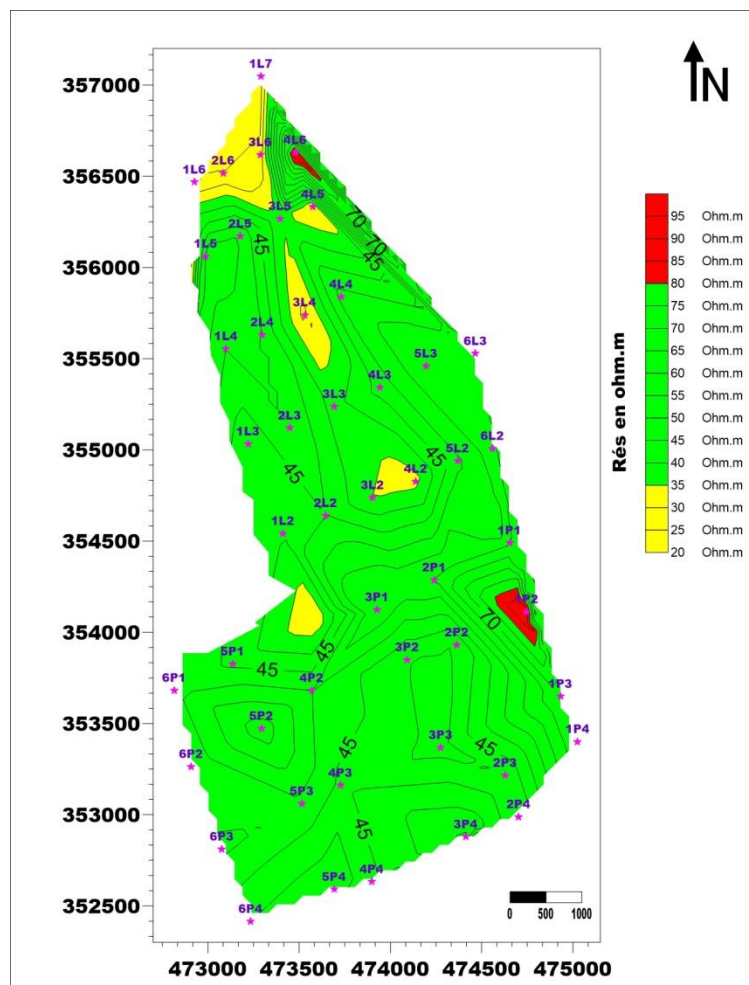 1L7
N
357000
356500
356000
355500
355000
354500
354000
353500
353000
352500
473000 473500 474000 474500 475000
3L6 4L6
2L6
1L6
4L5
3L5
2L5
1L5
70
70
45
45
4L4
3L4
2L4
1L4
6L3
5L3
4L3
3L3
2L3
1L3
6L2
5L2
4L2
3L2
2L2
1L2
45
45
1P1
2P1
3P1
P2
70
2P2
3P2
45
5P1
45
4P2
6P1
1P3
5P2
1P4
3P3
45
45
2P3
6P2
4P3
5P3
2P4
3P4
45
6P3
4P4
5P4
6P4
Rés en ohm.m
95 Ohm.m
90 Ohm.m
85 Ohm.m
80 Ohm.m
75 Ohm.m
70 Ohm.m
65 Ohm.m
60 Ohm.m
55 Ohm.m
50 Ohm.m
45 Ohm.m
40 Ohm.m
35 Ohm.m
30 Ohm.m
25 Ohm.m
20 Ohm.m
0 500 1000